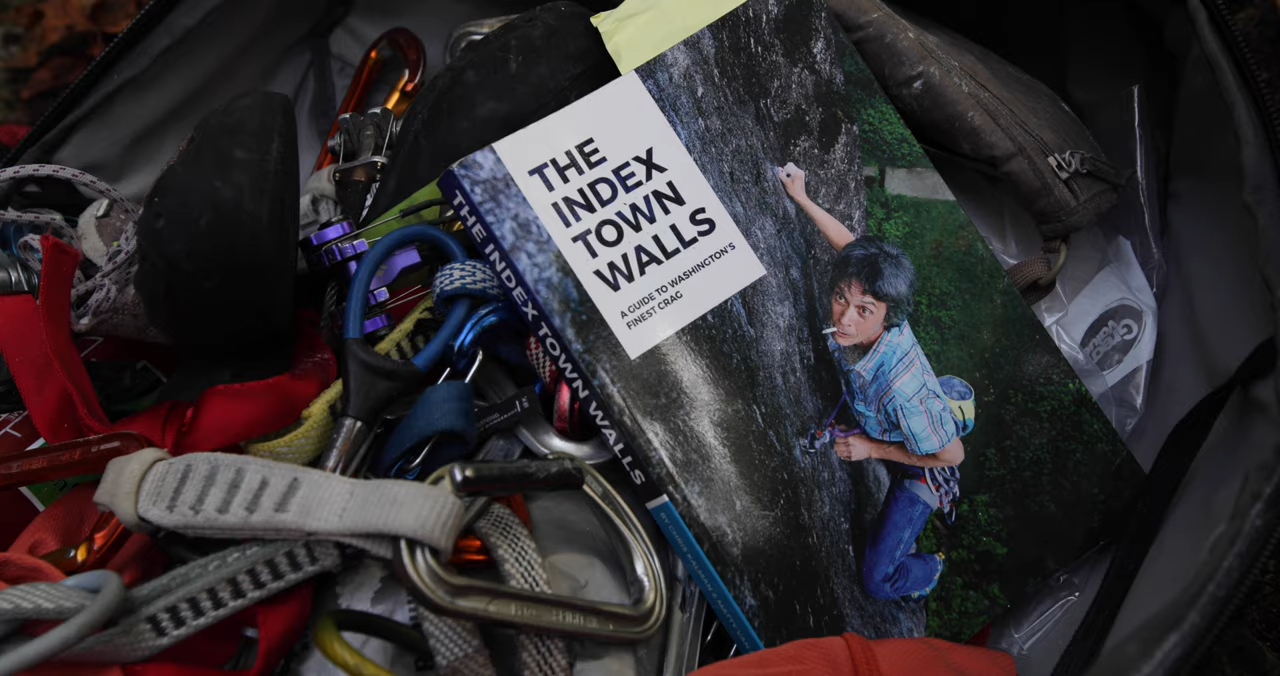 THE
INDEX
TOWN
WALLS
A GUIDE TO WASHINGTON'S
FINEST CRAG
THE INDEX TOWN WALLS